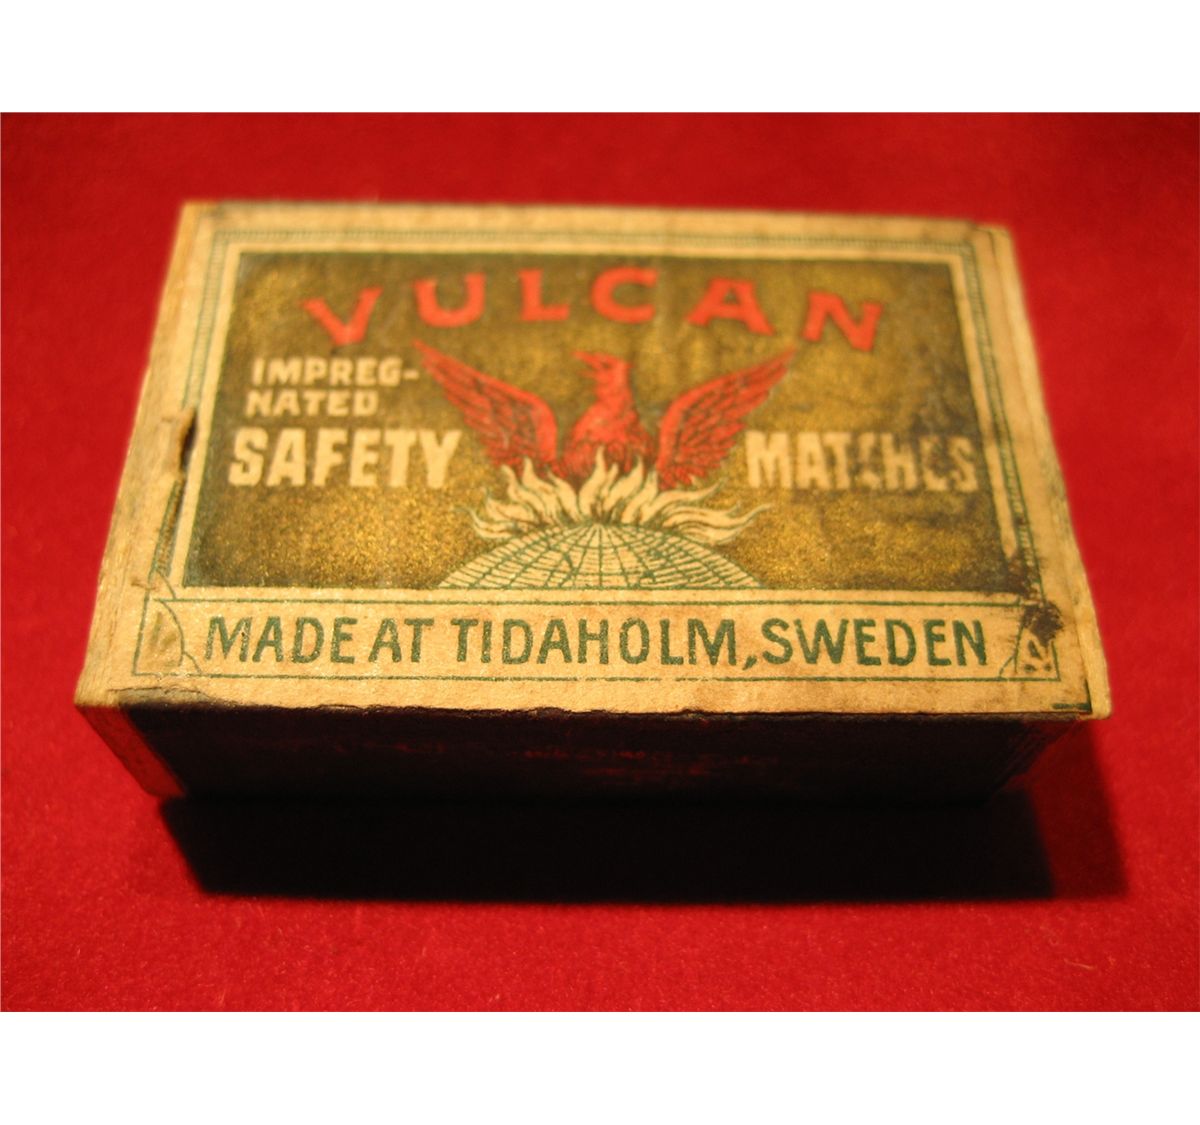 VULCAN
IMPREG-
NATED
SAFETY MATCHES
MADE AT TIDAHOLM, SWEDEN